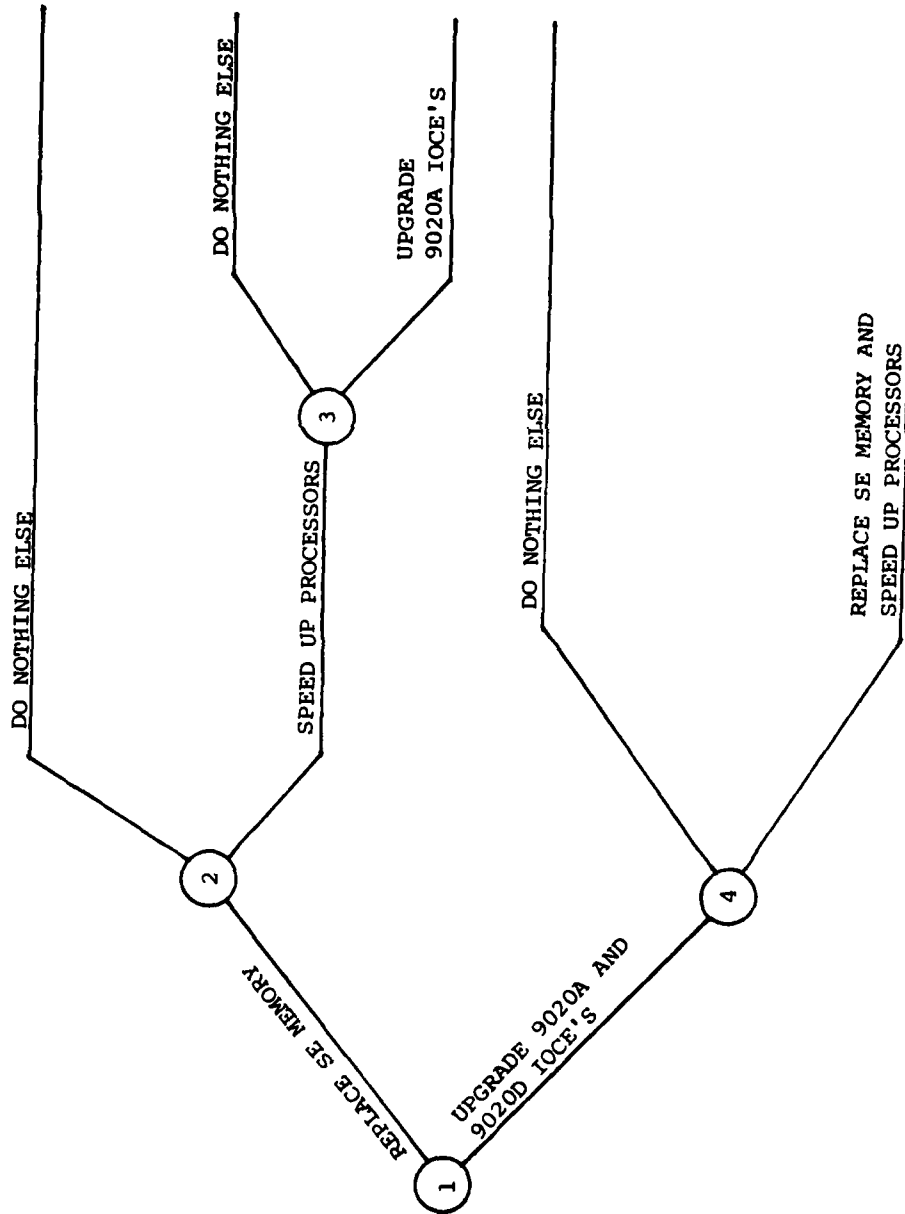 DO NOTHING ELSE
DO NOTHING ELSE
2
SPEED UP PROCESSORS
3
UPGRADE
9020A IOCE'S
REPLACE SE MEMORY
1
UPGRADE 9020A AND
9020D IOCE'S
DO NOTHING ELSE
4
REPLACE SE MEMORY AND
SPEED UP PROCESSORS